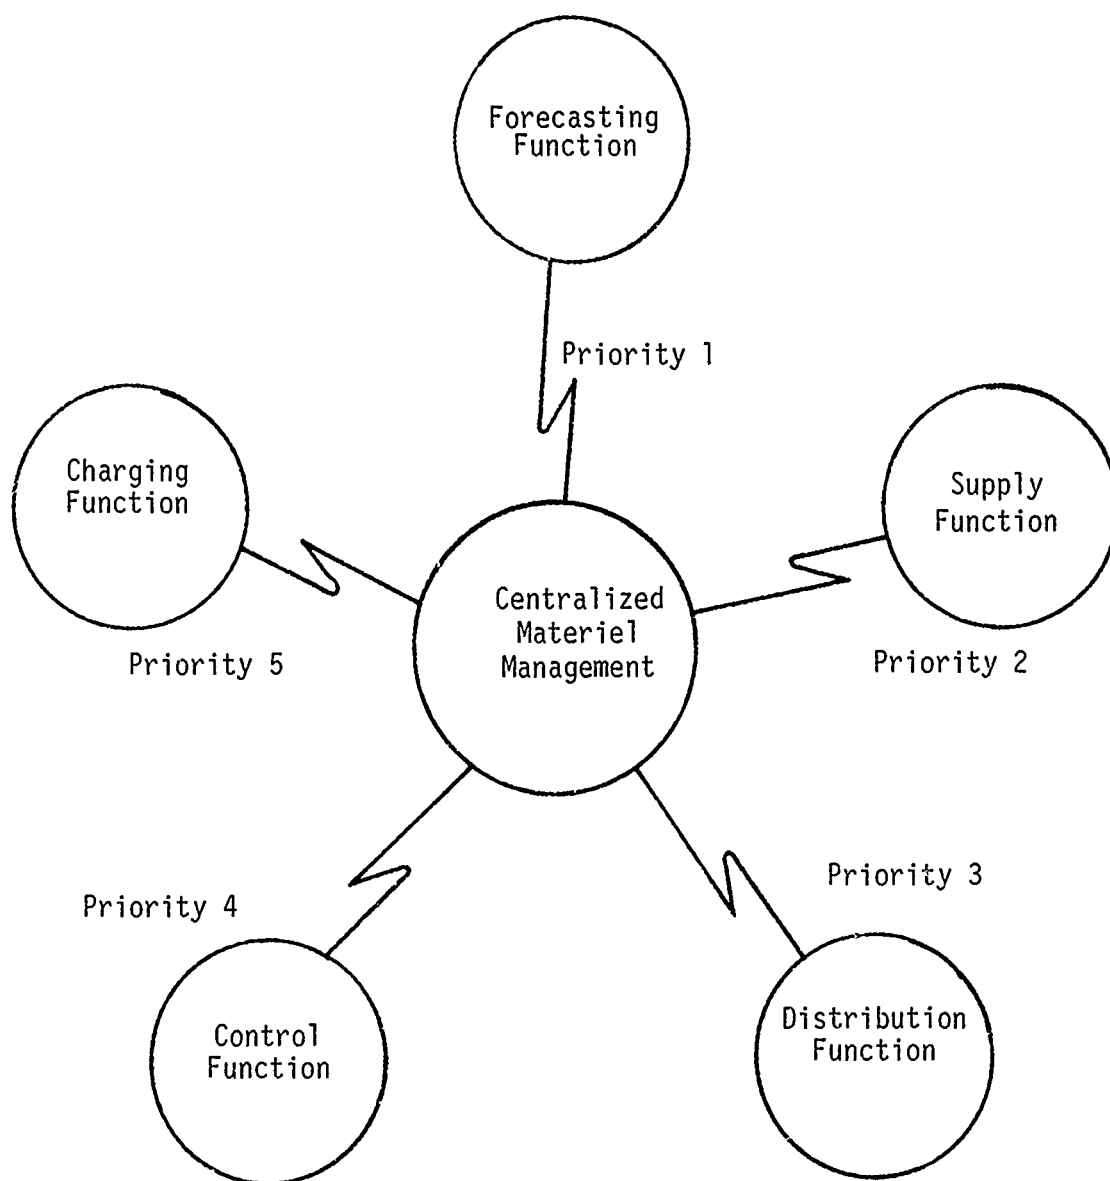 Forecasting
Function
Priority 1
Charging
Function
Supply
Function
Centralized
Materiel
Management
Priority 5
Priority 2
Priority 3
Priority 4
Control
Function
Distribution
Function